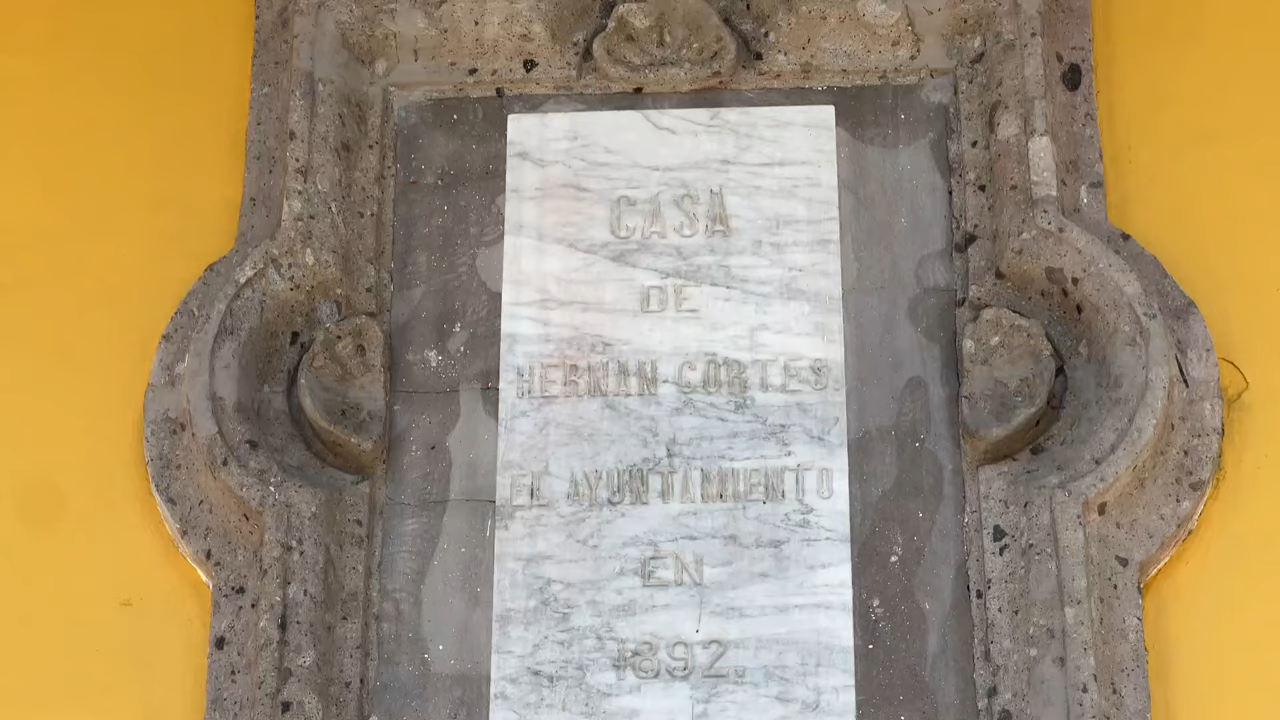 CASA
DE
HERNAN CORTES.
EL AYUNTAMIENTO
EN
1892.